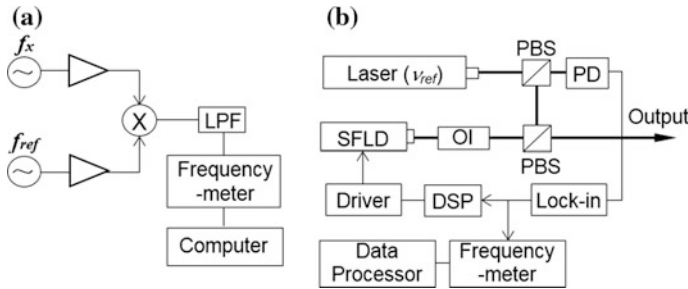 (a)
fx
fref
X
LPF
Frequency
-meter
Computer
(b)
Laser (νref)
PBS
PD
SFLD
OI
PBS
Output
Driver
DSP
Lock-in
Data
Processor
Frequency
-meter